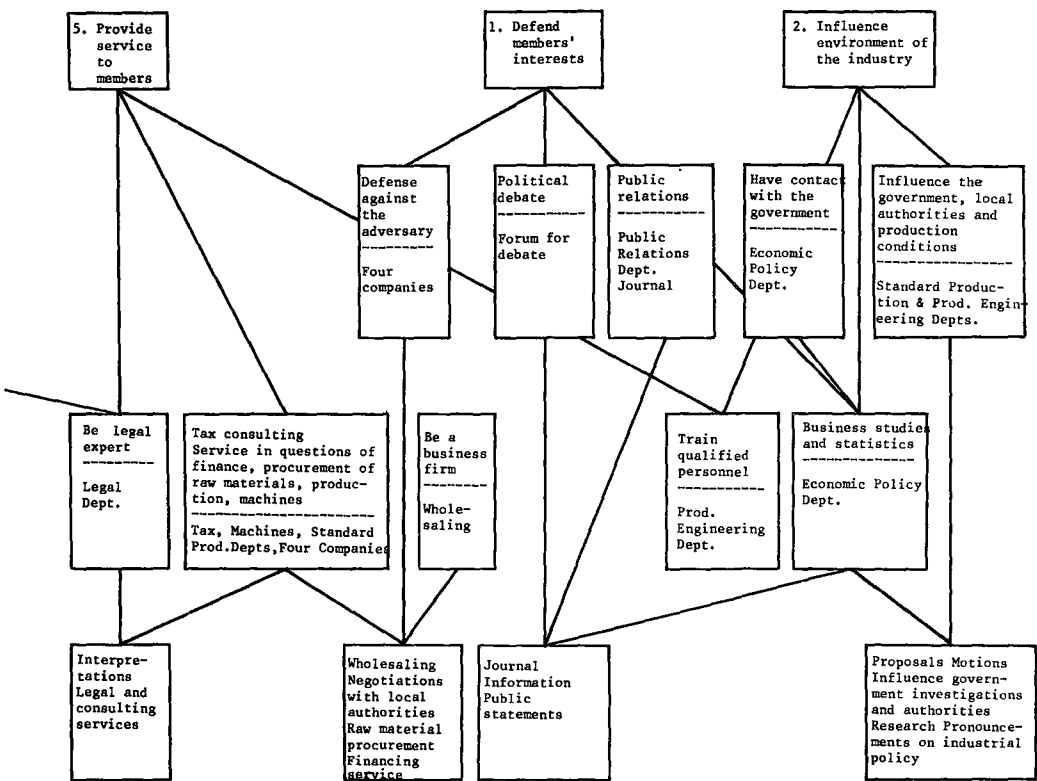 5. Provide
service
to
members
1. Defend
members'
interests
2. Influence
environment of
the industry
Defense
against
the
adversary
----------
Four
companies
Political
debate
----------
Forum for
debate
Public
relations
----------
Public
Relations
Dept.
Journal
Have contact
with the
government
----------
Economic
Policy
Dept.
Influence the
government, local
authorities and
production
conditions
----------
Standard Produc-
tion & Prod. Engin-
eering Depts.
Be legal
expert
----------
Legal
Dept.
Tax consulting
Service in questions of
finance, procurement of
raw materials, produc-
tion, machines
----------
Tax, Machines, Standard
Prod.Depts,Four Companies
Be a
business
firm
----------
Whole-
saling
Train
qualified
personnel
----------
Prod.
Engineering
Dept.
Business studies
and statistics
----------
Economic Policy
Dept.
Interpre-
tations
Legal and
consulting
services
Wholesaling
Negotiations
with local
authorities
Raw material
procurement
Financing
service
Journal
Information
Public
statements
Proposals Motions
Influence govern-
ment investigations
and authorities
Research Pronounce-
ments on industrial
policy